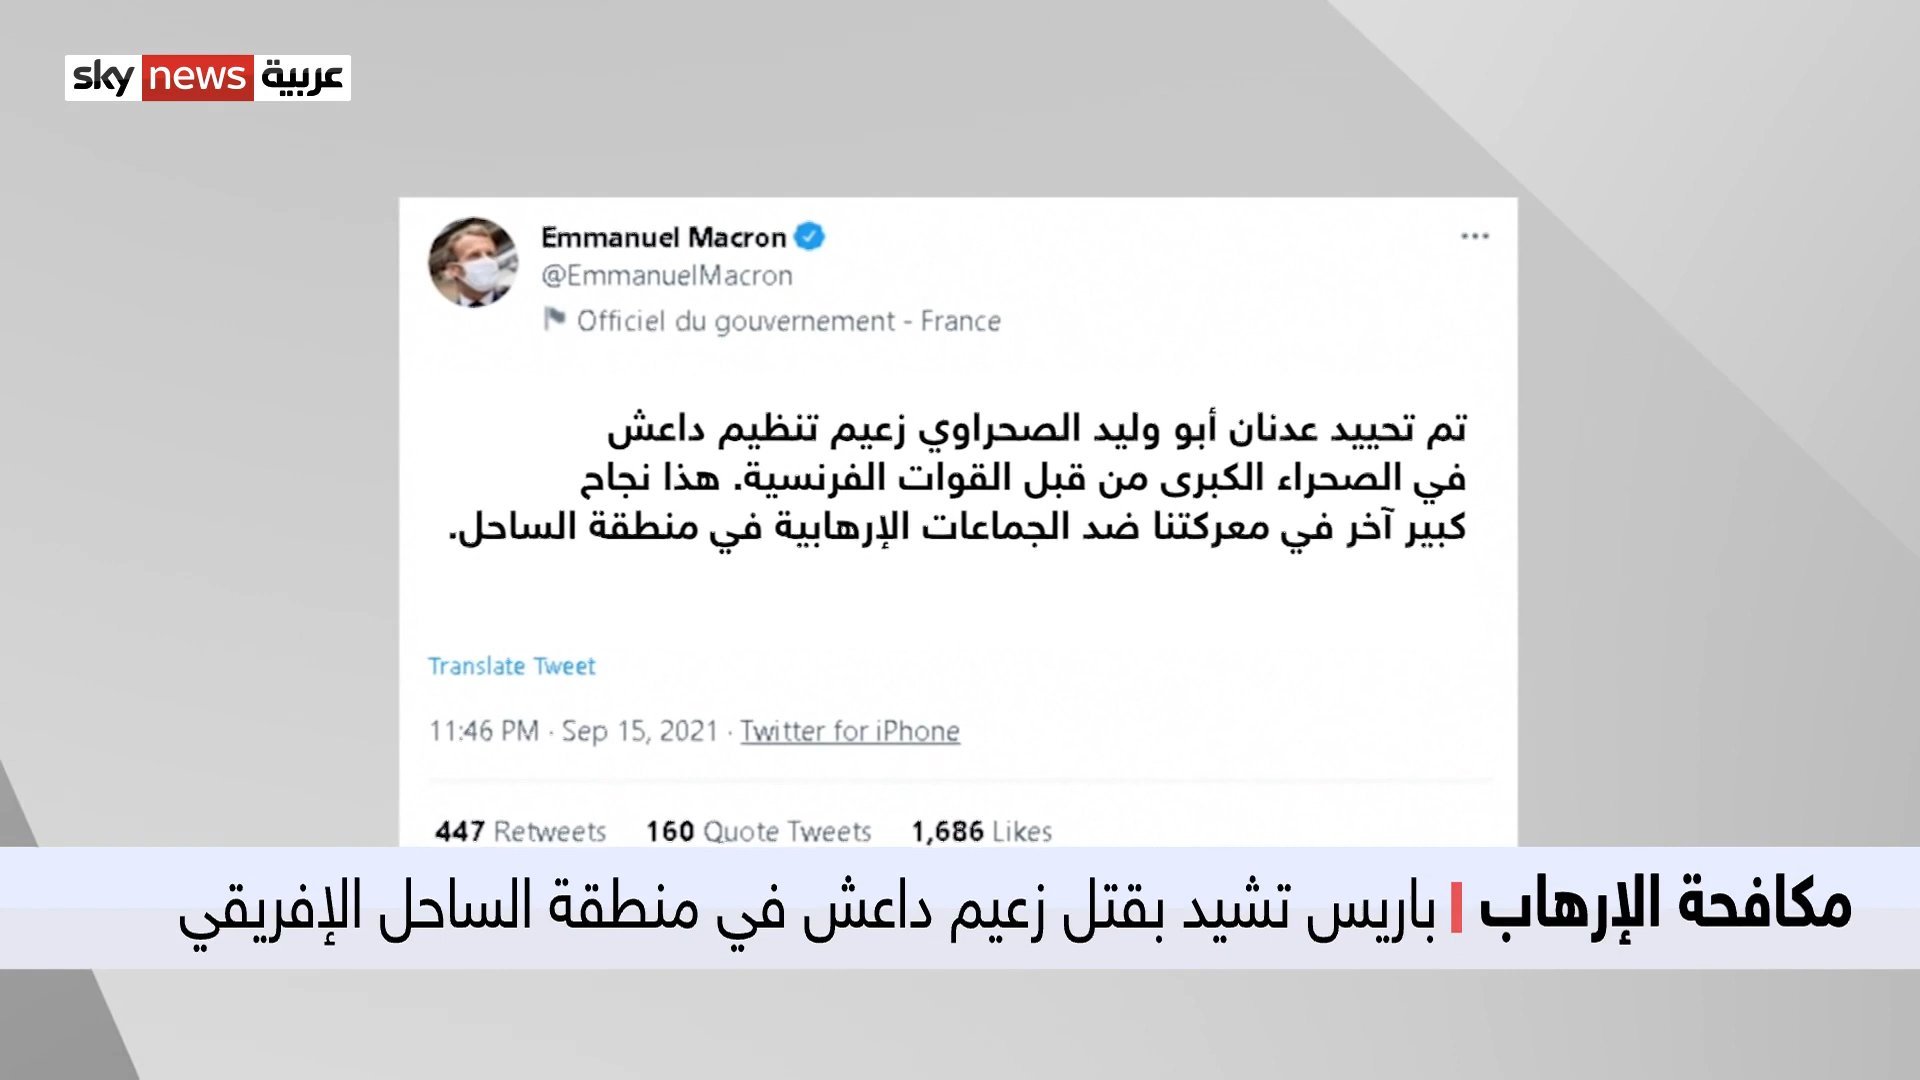 sky news عربية
Emmanuel Macron
@EmmanuelMacron
Officiel du gouvernement - France
تم تحييد عدنان أبو وليد الصحراوي زعيم تنظيم داعش
في الصحراء الكبرى من قبل القوات الفرنسية. هذا نجاح
كبير آخر في معركتنا ضد الجماعات الإرهابية في منطقة الساحل.
Translate Tweet
11:46 PM · Sep 15, 2021 · Twitter for iPhone
447 Retweets 160 Quote Tweets 1,686 Likes
مكافحة الإرهاب | باريس تشيد بقتل زعيم داعش في منطقة الساحل الإفريقي